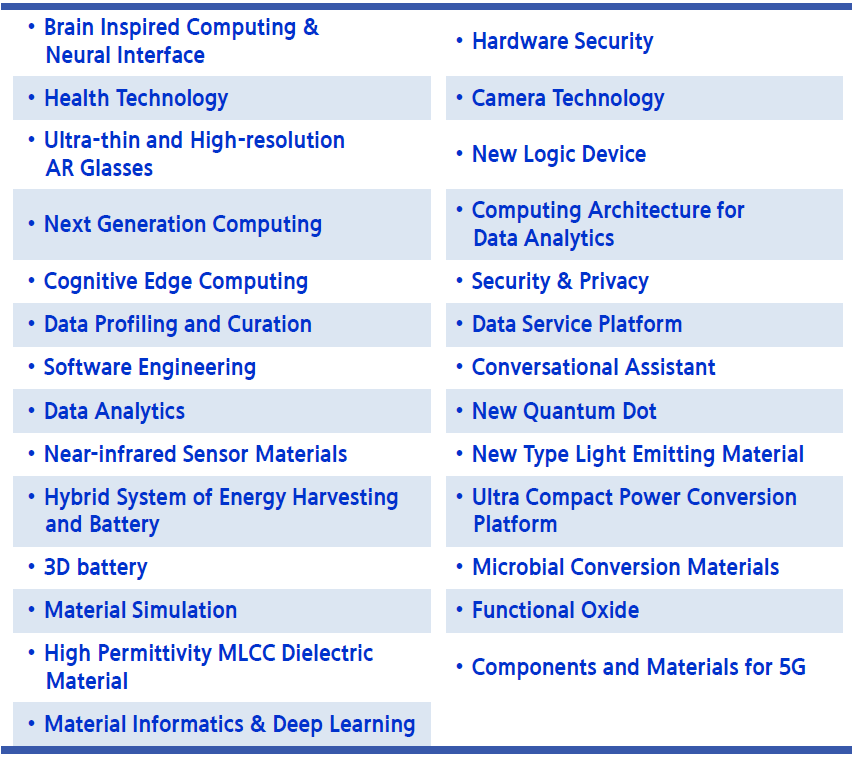 • Brain Inspired Computing &
Neural Interface
• Hardware Security
• Health Technology
• Camera Technology
• Ultra-thin and High-resolution
AR Glasses
• New Logic Device
• Next Generation Computing
• Computing Architecture for
Data Analytics
• Cognitive Edge Computing
• Security & Privacy
• Data Profiling and Curation
• Data Service Platform
• Software Engineering
• Conversational Assistant
• Data Analytics
• New Quantum Dot
• Near-infrared Sensor Materials
• New Type Light Emitting Material
• Hybrid System of Energy Harvesting
and Battery
• Ultra Compact Power Conversion
Platform
• 3D battery
• Microbial Conversion Materials
• Material Simulation
• Functional Oxide
• High Permittivity MLCC Dielectric
Material
• Components and Materials for 5G
• Material Informatics & Deep Learning